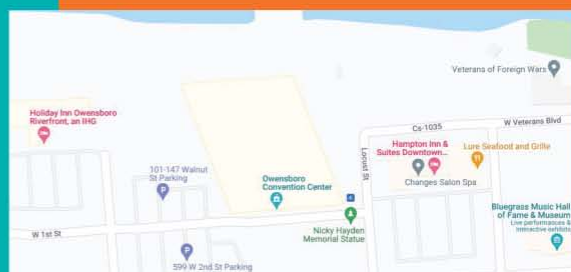 Veterans of Foreign Wars
Holiday Inn Owensboro
Riverfront, an IHG
Cs-1035
W Veterans Blvd
Hampton Inn &
Suites Downtown...
Lure Seafood and Grille
Locust St
101-147 Walnut
St Parking
P
Owensboro
Convention Center
Changes Salon Spa
Bluegrass Music Hall
of Fame & Museum
Live performances &
interactive exhibits
Nicky Hayden
Memorial Statue
W 1st St
P
599 W 2nd St Parking